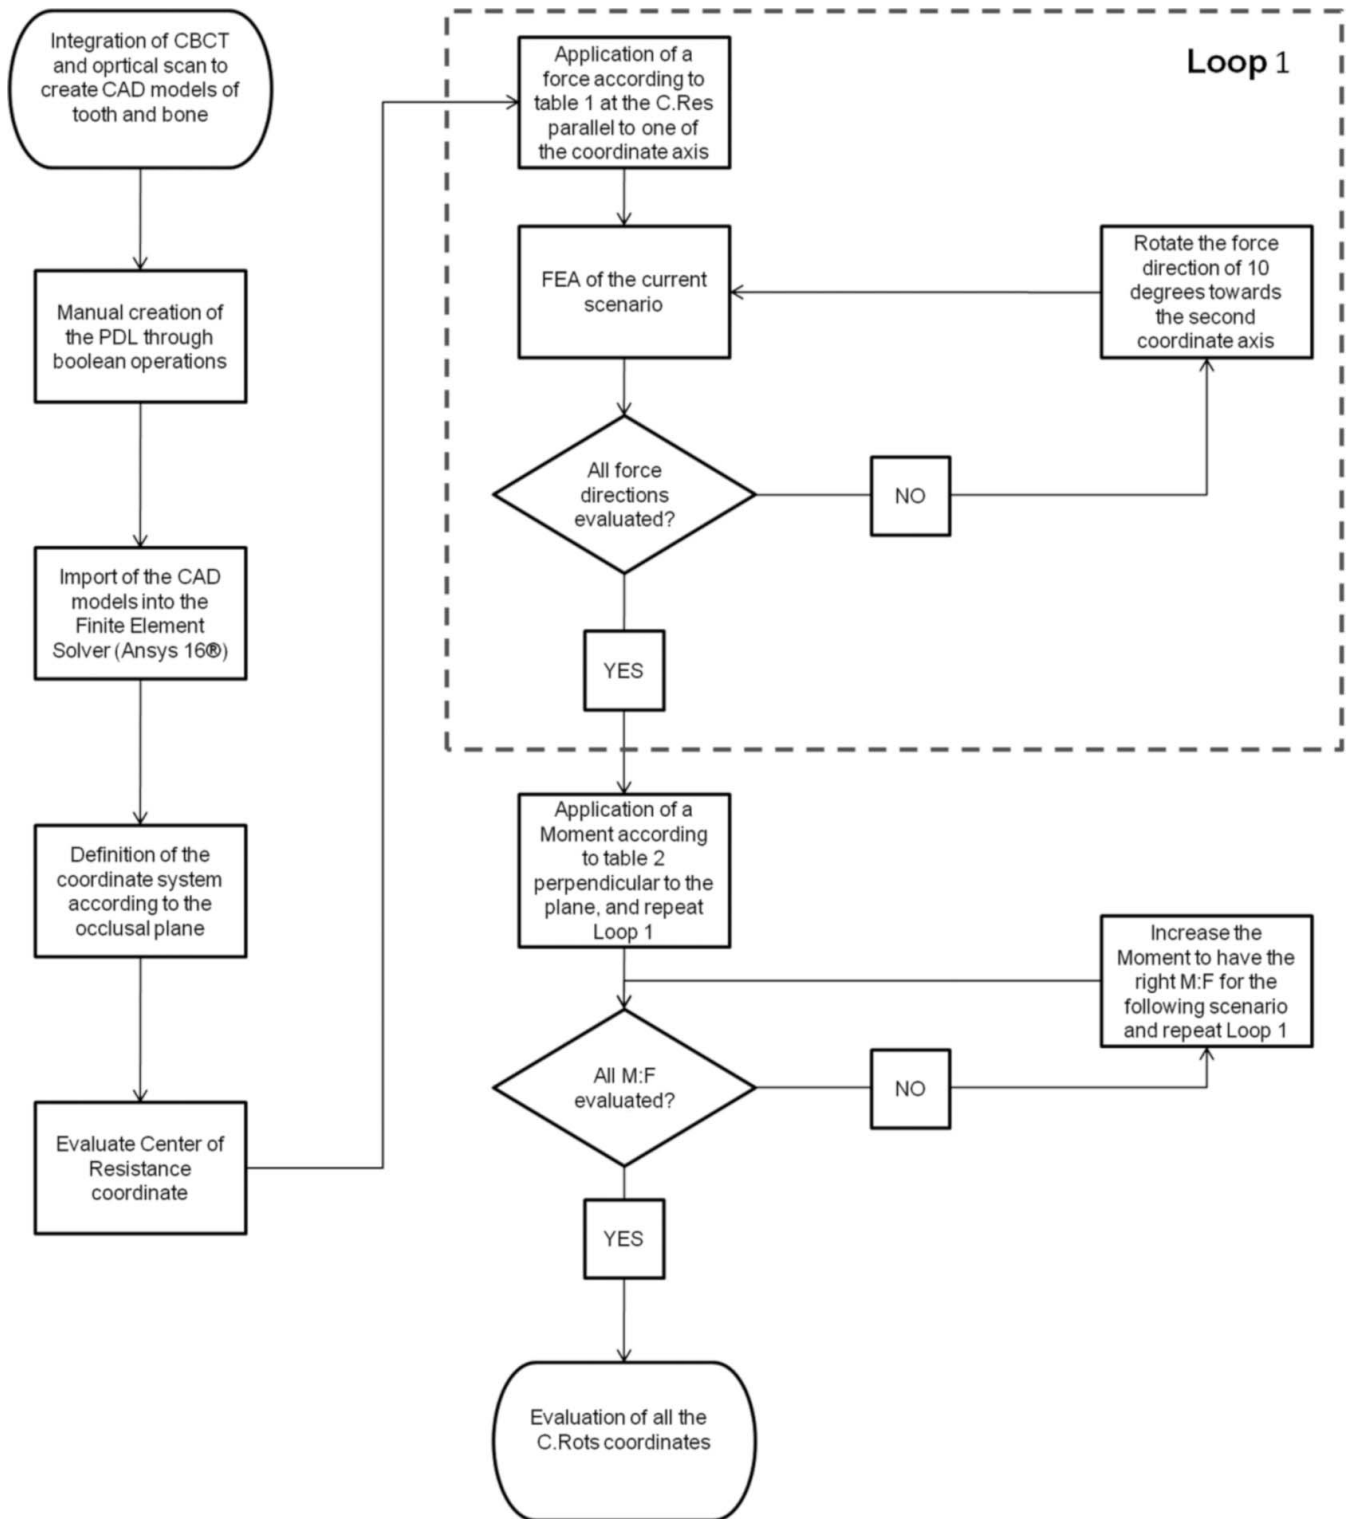 Integration of CBCT
and oprtical scan to
create CAD models of
tooth and bone
Manual creation of
the PDL through
boolean operations
Import of the CAD
models into the
Finite Element
Solver (Ansys 16®)
Definition of the
coordinate system
according to the
occlusal plane
Evaluate Center of
Resistance
coordinate
Loop 1
Application of a
force according to
table 1 at the C.Res
parallel to one of
the coordinate axis
FEA of the current
scenario
Rotate the force
direction of 10
degrees towards
the second
coordinate axis
All force
directions
evaluated?
NO
YES
Application of a
Moment according
to table 2
perpendicular to the
plane, and repeat
Loop 1
Increase the
Moment to have the
right M:F for the
following scenario
and repeat Loop 1
All M:F
evaluated?
NO
YES
Evaluation of all the
C.Rots coordinates